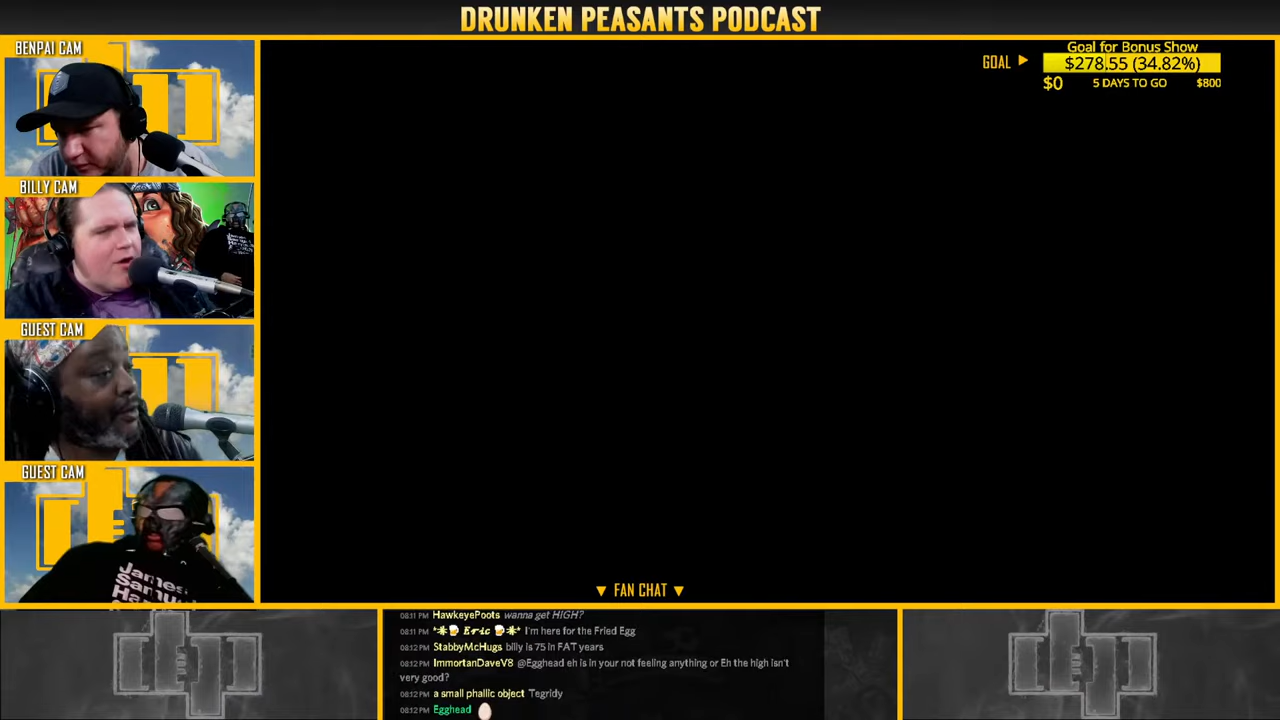 DRUNKEN PEASANTS PODCAST
BENPAI CAM
GOAL ►
Goal for Bonus Show
$278.55 (34.82%)
$0 5 DAYS TO GO $800
BILLY CAM
GUEST CAM
GUEST CAM
James
Samuel
▼ FAN CHAT ▼
08:11 PM HawkeyePoots wanna get HIGH?
08:11 PM *☀🍺 Eric 🍺☀* I'm here for the Fried Egg
08:12 PM StabbyMcHugs billy is 75 in FAT years
08:12 PM ImmortanDaveV8 @Egghead eh is in your not feeling anything or Eh the high isn't
very good?
08:12 PM a small phallic object Tegridy
08:12 PM Egghead 🥚